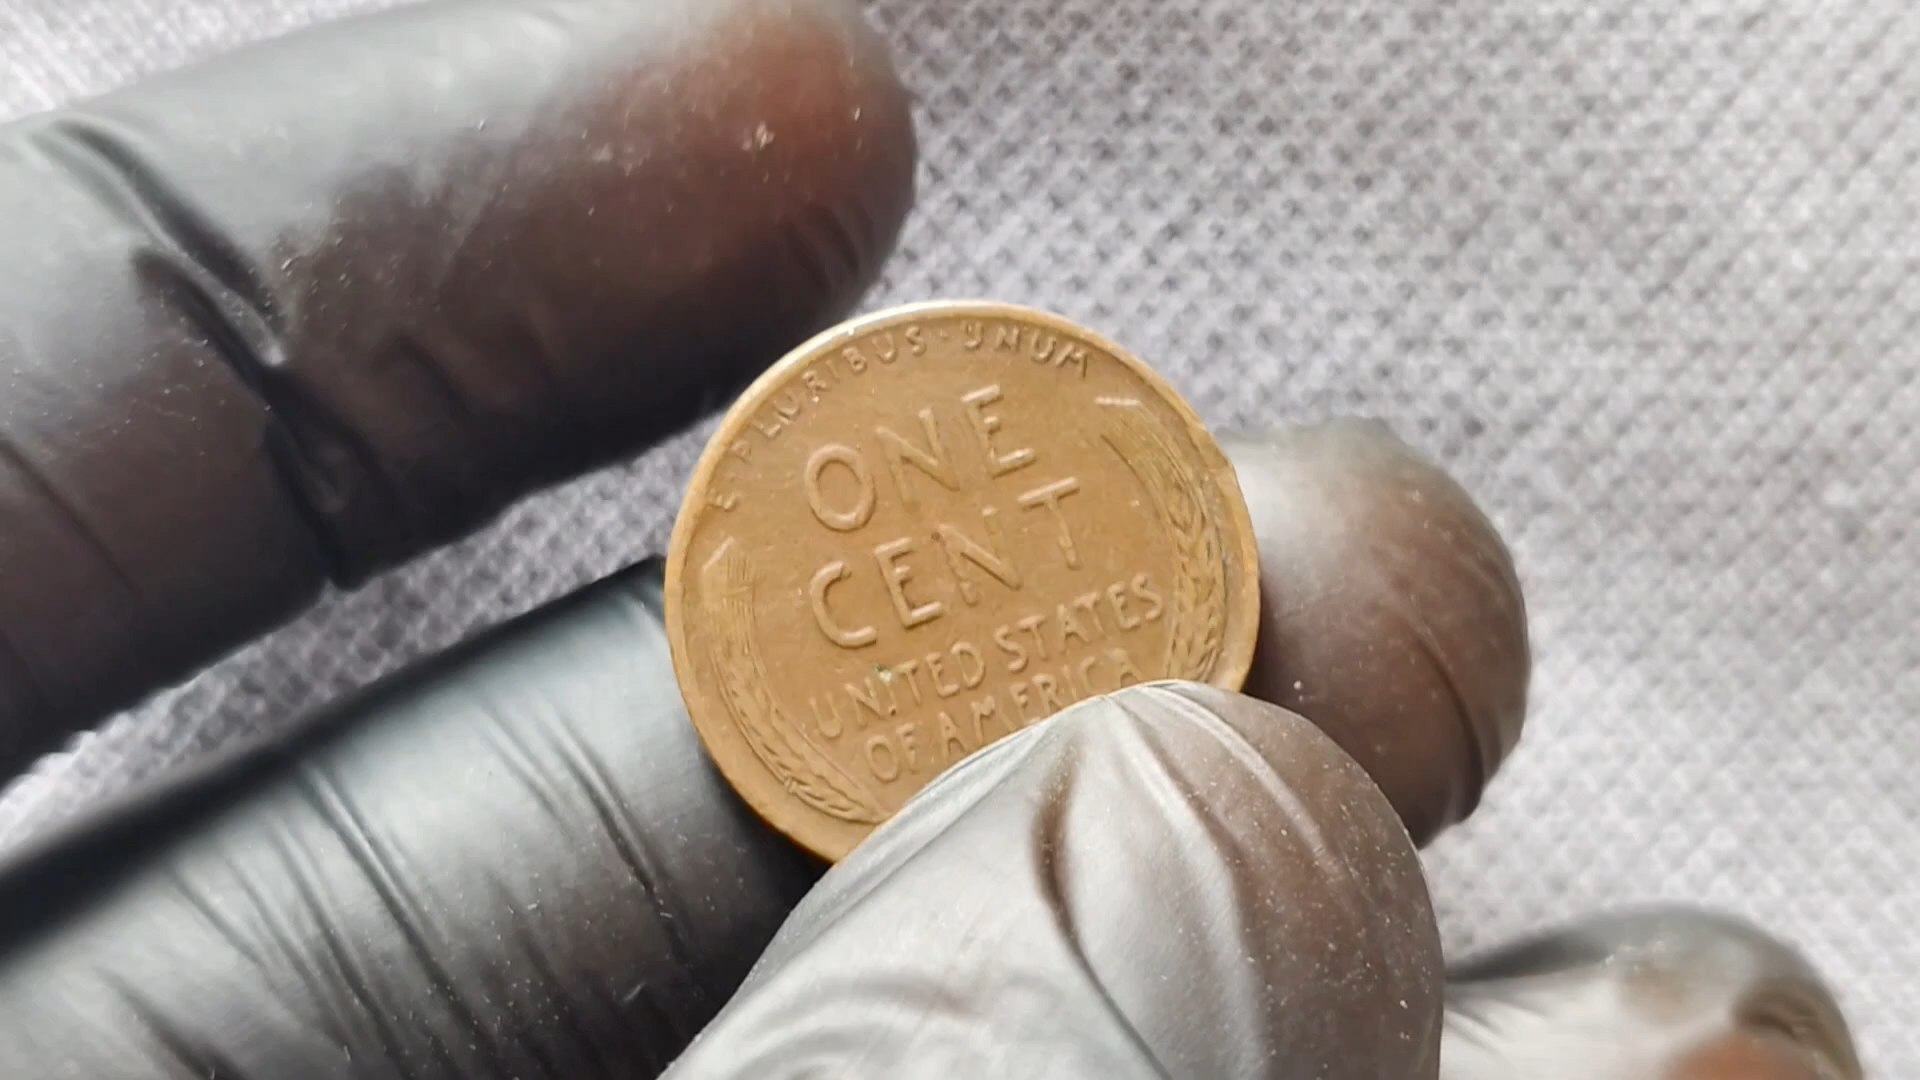 E·PLURIBUS·UNUM
ONE
CENT
UNITED STATES
OF AMERICA